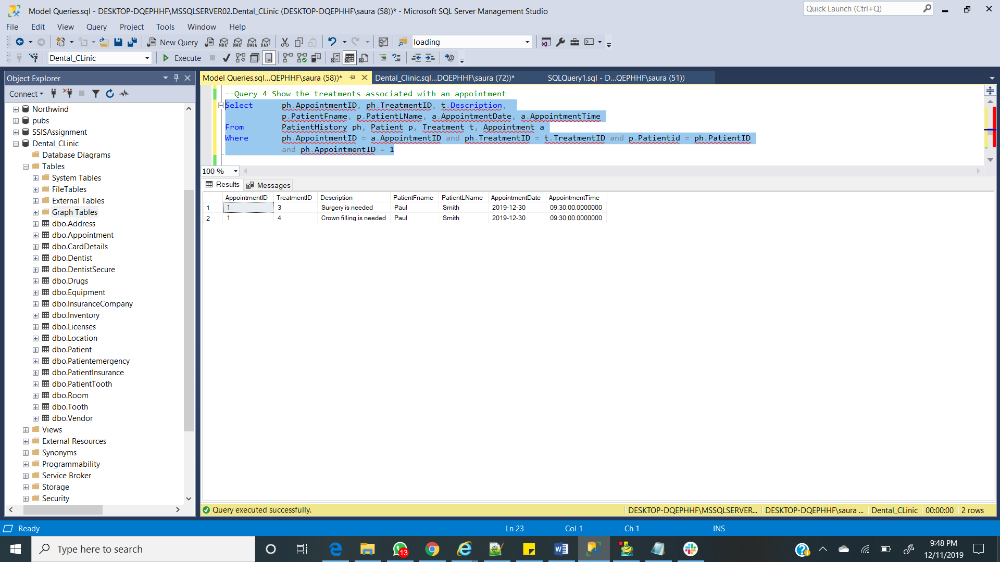 Model Queries.sql - DESKTOP-DQEPHHF\MSSQLSERVER02.Dental_CLinic (DESKTOP-DQEPHHF\saura (58))* - Microsoft SQL Server Management Studio
Quick Launch (Ctrl+Q)
File Edit View Query Project Tools Window Help
New Query MDX DMX XMLA DAX loading
Dental_CLinic Execute
Object Explorer
Model Queries.sql...QEPHHF\saura (58))* Dental_Clinic.sql...DQEPHHF\saura (72))* SQLQuery1.sql - D...QEPHHF\saura (51))
Connect
Northwind
pubs
SSISAssignment
Dental_CLinic
Database Diagrams
Tables
System Tables
FileTables
External Tables
Graph Tables
dbo.Address
dbo.Appointment
dbo.CardDetails
dbo.Dentist
dbo.DentistSecure
dbo.Drugs
dbo.Equipment
dbo.InsuranceCompany
dbo.Inventory
dbo.Licenses
dbo.Location
dbo.Patient
dbo.Patientemergency
dbo.PatientInsurance
dbo.PatientTooth
dbo.Room
dbo.Tooth
dbo.Vendor
Views
External Resources
Synonyms
Programmability
Service Broker
Storage
Security
--Query 4 Show the treatments associated with an appointment
Select ph.AppointmentID, ph.TreatmentID, t.Description,
p.PatientFname, p.PatientLName, a.AppointmentDate, a.AppointmentTime
From PatientHistory ph, Patient p, Treatment t, Appointment a
Where ph.AppointmentID = a.AppointmentID and ph.TreatmentID = t.TreatmentID and p.Patientid = ph.PatientID
and ph.AppointmentID = 1
100 %
Results Messages
AppointmentID TreatmentID Description PatientFname PatientLName AppointmentDate AppointmentTime
1 1 3 Surgery is needed Paul Smith 2019-12-30 09:30:00.0000000
2 1 4 Crown filling is needed Paul Smith 2019-12-30 09:30:00.0000000
Query executed successfully. DESKTOP-DQEPHHF\MSSQLSERVER... DESKTOP-DQEPHHF\saura ... Dental_CLinic 00:00:00 2 rows
Ready Ln 23 Col 1 Ch 1 INS
Type here to search
13
9:48 PM
12/11/2019